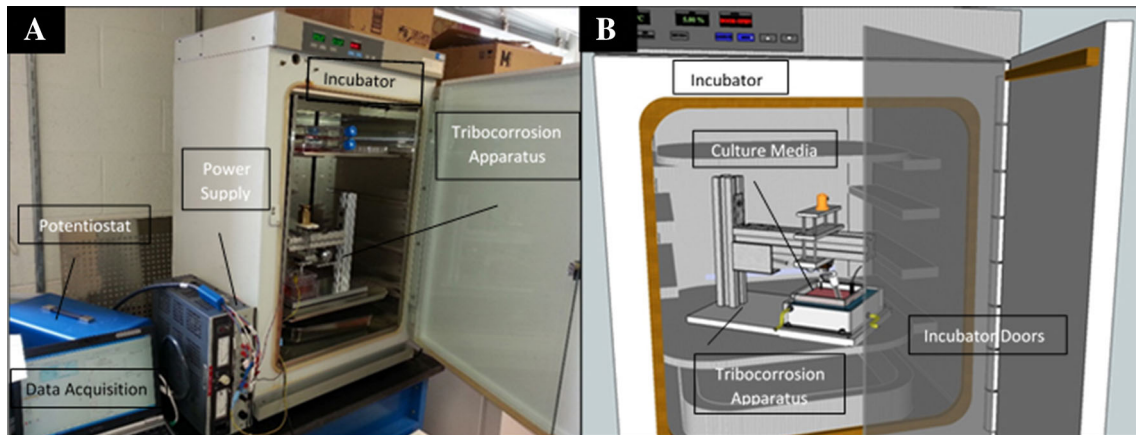 A
Incubator
Tribocorrosion
Apparatus
Power
Supply
Potentiostat
Data Acquisition
B
Incubator
Culture Media
Incubator Doors
Tribocorrosion
Apparatus